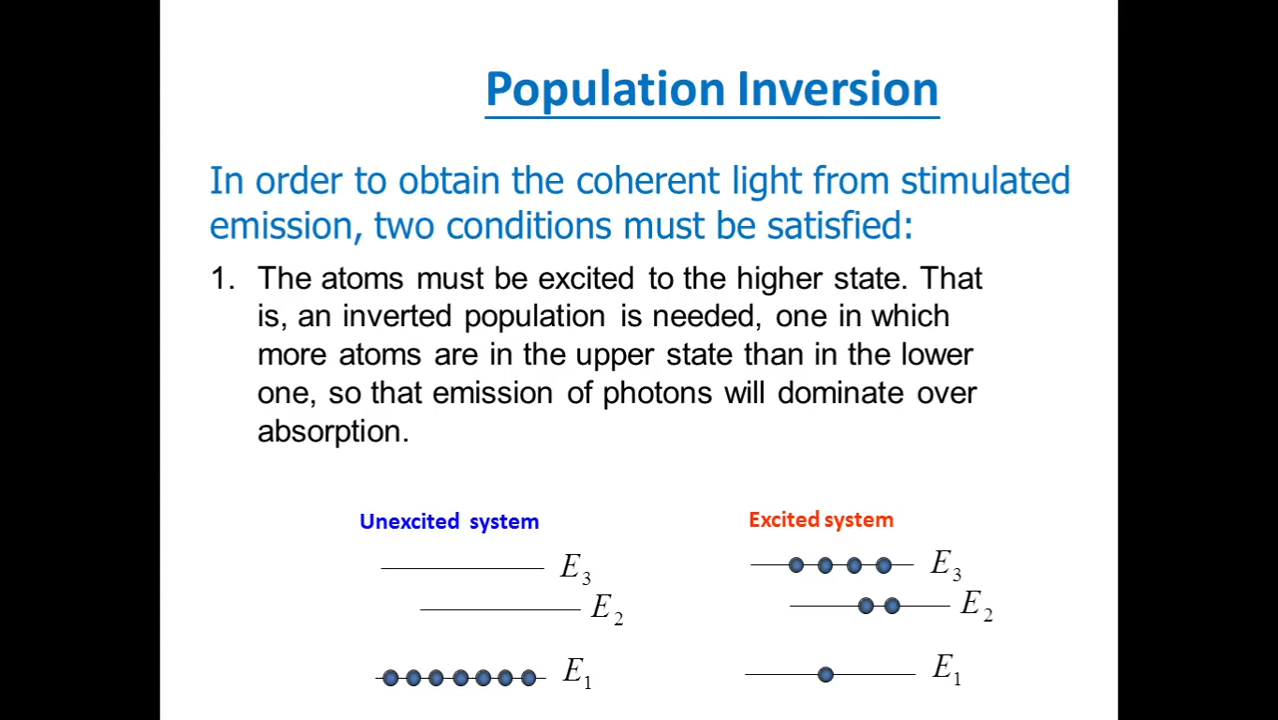 Population Inversion
In order to obtain the coherent light from stimulated
emission, two conditions must be satisfied:
1. The atoms must be excited to the higher state. That
is, an inverted population is needed, one in which
more atoms are in the upper state than in the lower
one, so that emission of photons will dominate over
absorption.
Unexcited system
E3
E2
E1
Excited system
E3
E2
E1